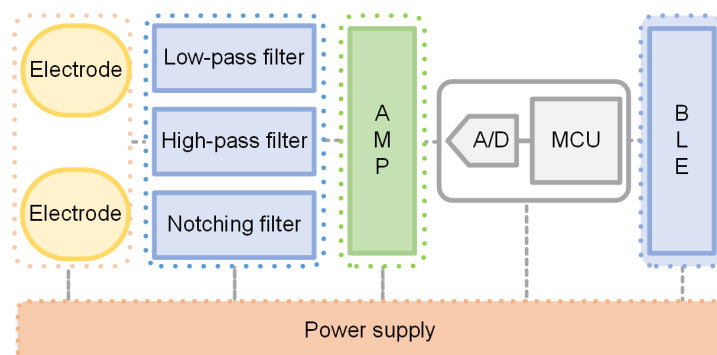 Electrode
Electrode
Low-pass filter
High-pass filter
Notching filter
A
M
P
A/D
MCU
B
L
E
Power supply